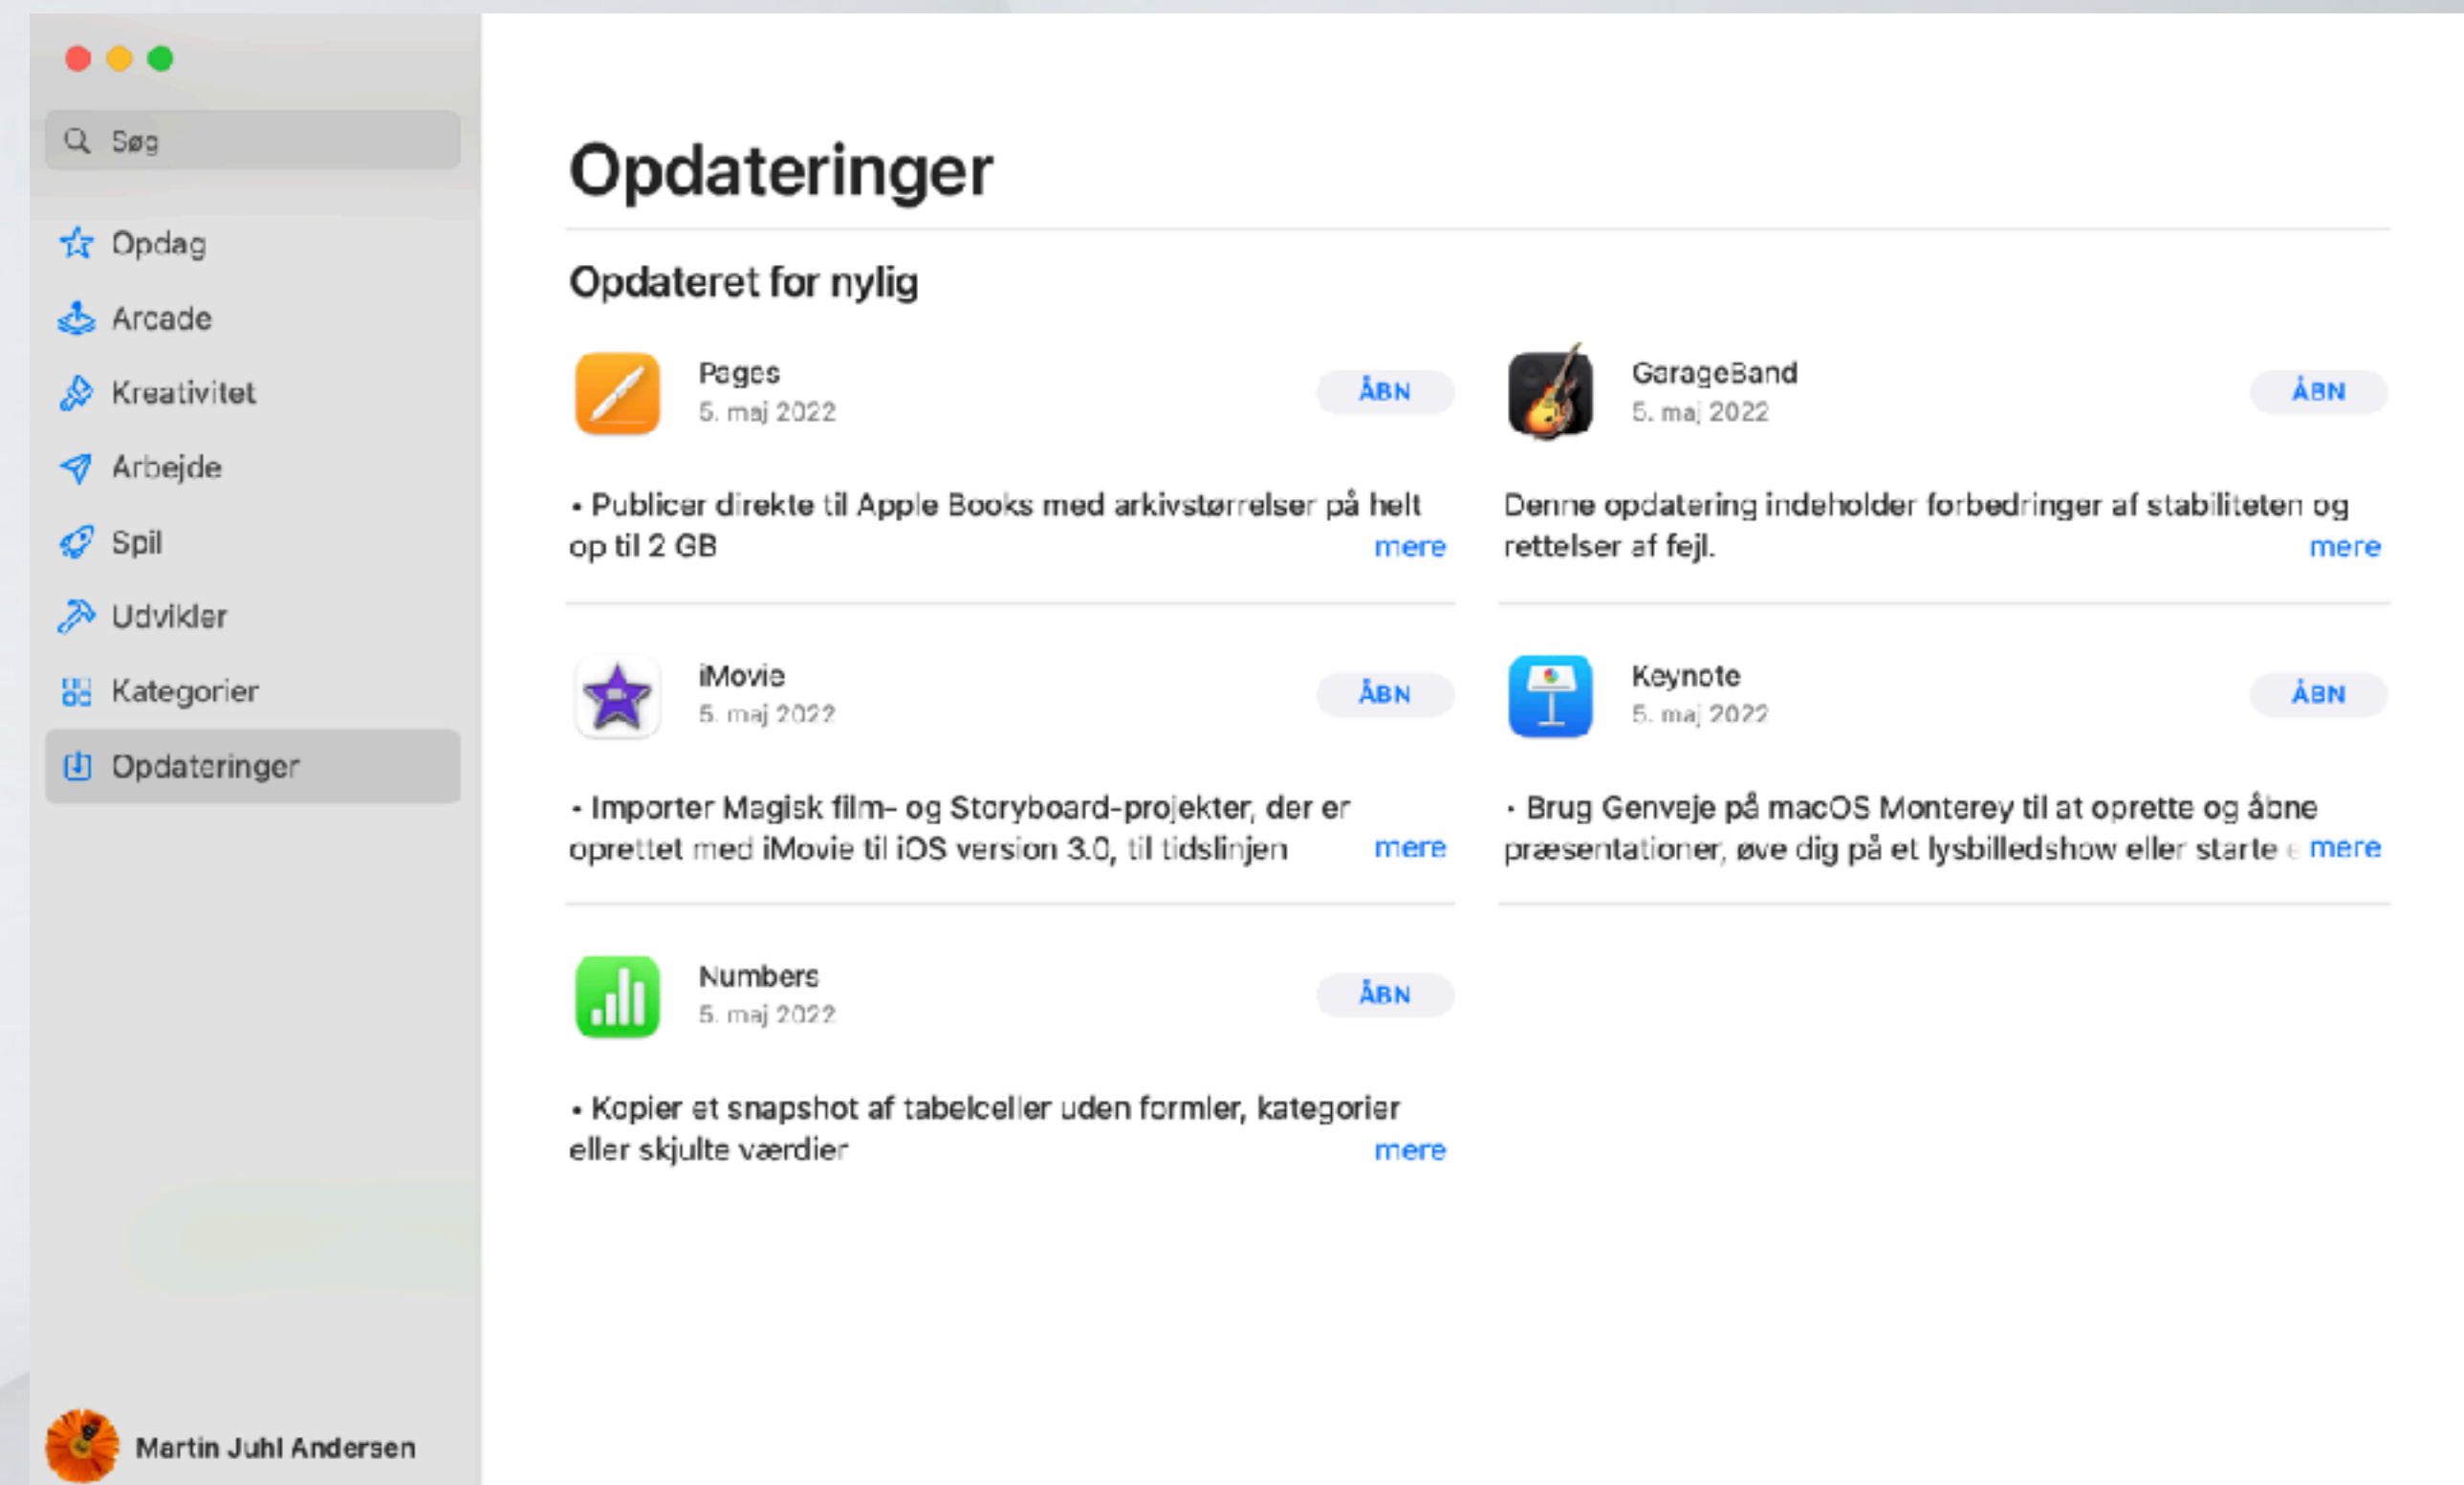 Søg
Opdag
Arcade
Kreativitet
Arbejde
Spil
Udvikler
Kategorier
Opdateringer
Martin Juhl Andersen
Opdateringer
Opdateret for nylig
Pages
5. maj 2022
ÅBN
• Publicer direkte til Apple Books med arkivstørrelser på helt
op til 2 GB
mere
GarageBand
5. maj 2022
ÅBN
Denne opdatering indeholder forbedringer af stabiliteten og
rettelser af fejl.
mere
iMovie
5. maj 2022
ÅBN
• Importer Magisk film- og Storyboard-projekter, der er
oprettet med iMovie til iOS version 3.0, til tidslinjen
mere
Keynote
5. maj 2022
ÅBN
• Brug Genveje på macOS Monterey til at oprette og åbne
præsentationer, øve dig på et lysbilledshow eller starte
mere
Numbers
5. maj 2022
ÅBN
• Kopier et snapshot af tabelceller uden formler, kategorier
eller skjulte værdier
mere